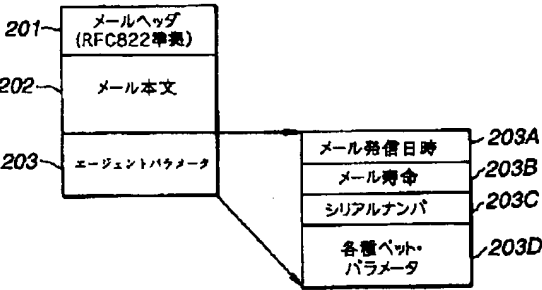 201
メールヘッダ
(RFC822準拠)
202
メール本文
203
エージェントパラメータ
メール発信日時
203A
メール寿命
203B
シリアルナンバ
203C
各種ペット・
パラメータ
203D